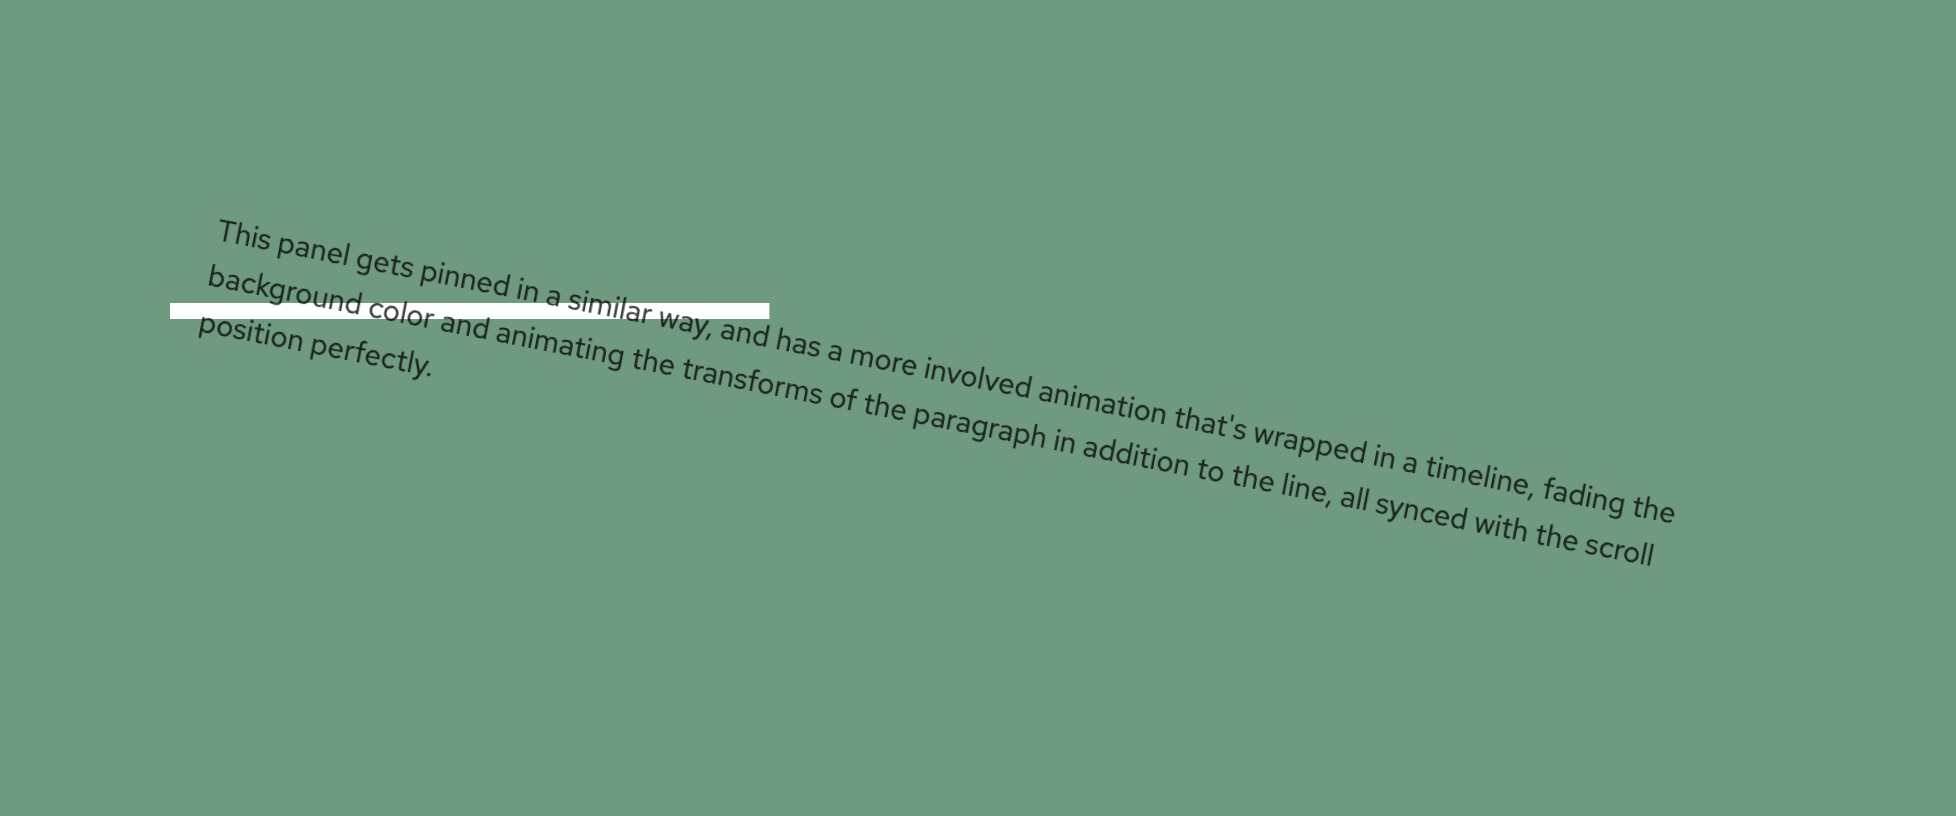 This panel gets pinned in a similar way, and has a more involved animation that's wrapped in a timeline, fading the
background color and animating the transforms of the paragraph in addition to the line, all synced with the scroll
position perfectly.